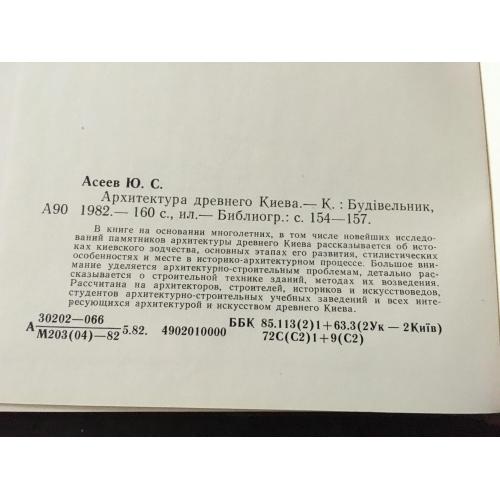 Асеев Ю. С.
Архитектура древнего Киева.— К. : Будівельник,
А90 1982.— 160 с., ил.— Библиогр.: с. 154—157.
В книге на основании многолетних, в том числе новейших исследо-
ваний памятников архитектуры древнего Киева рассказывается об исто-
ках киевского зодчества, основных этапах его развития, стилистических
особенностях и месте в историко-архитектурном процессе. Большое вни-
мание уделяется архитектурно-строительным проблемам, детально рас-
сказывается о строительной технике зданий, методах их возведения.
Рассчитана на архитекторов, строителей, историков и искусствоведов,
студентов архитектурно-строительных учебных заведений и всех инте-
ресующихся архитектурой и искусством древнего Киева.
А 30202—066 5.82. 4902010000 ББК 85.113(2)1+63.3(2Ук — 2Київ)
М203(04)—82 72С(С2)1+9(С2)